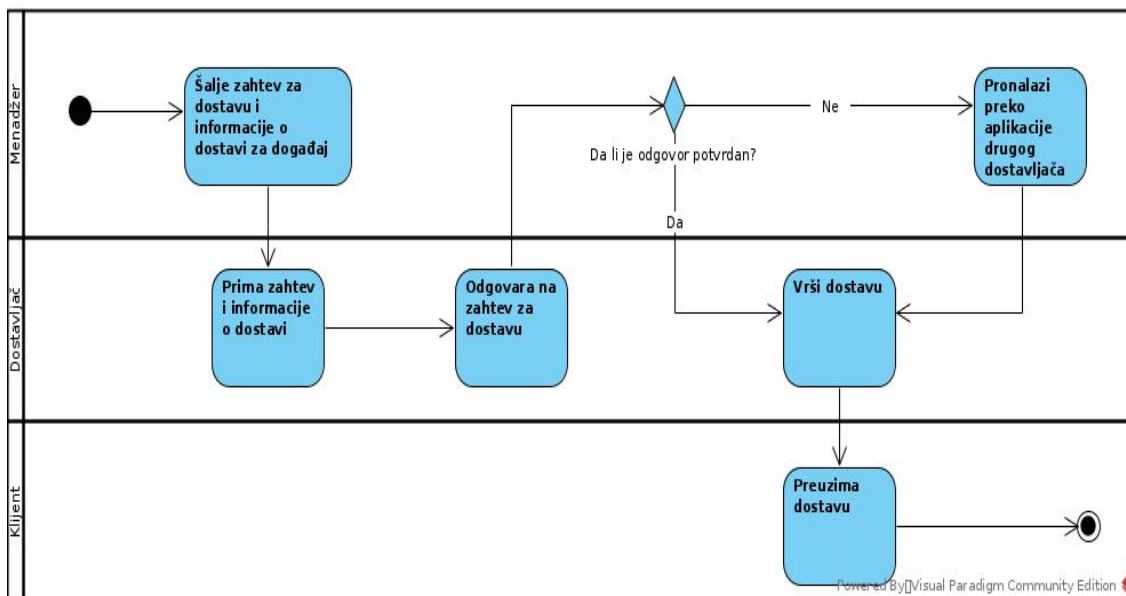 Menadžer
Šalje zahtev za
dostavu i
informacije o
dostavi za događaj
Da li je odgovor potvrdan?
Ne
Da
Pronalazi
preko
aplikacije
drugog
dostavljača
Dostavljač
Prima zahtev
i informacije
o dostavi
Odgovara na
zahtev za
dostavu
Vrši dostavu
Klijent
Preuzima
dostavu
Powered By▯Visual Paradigm Community Edition